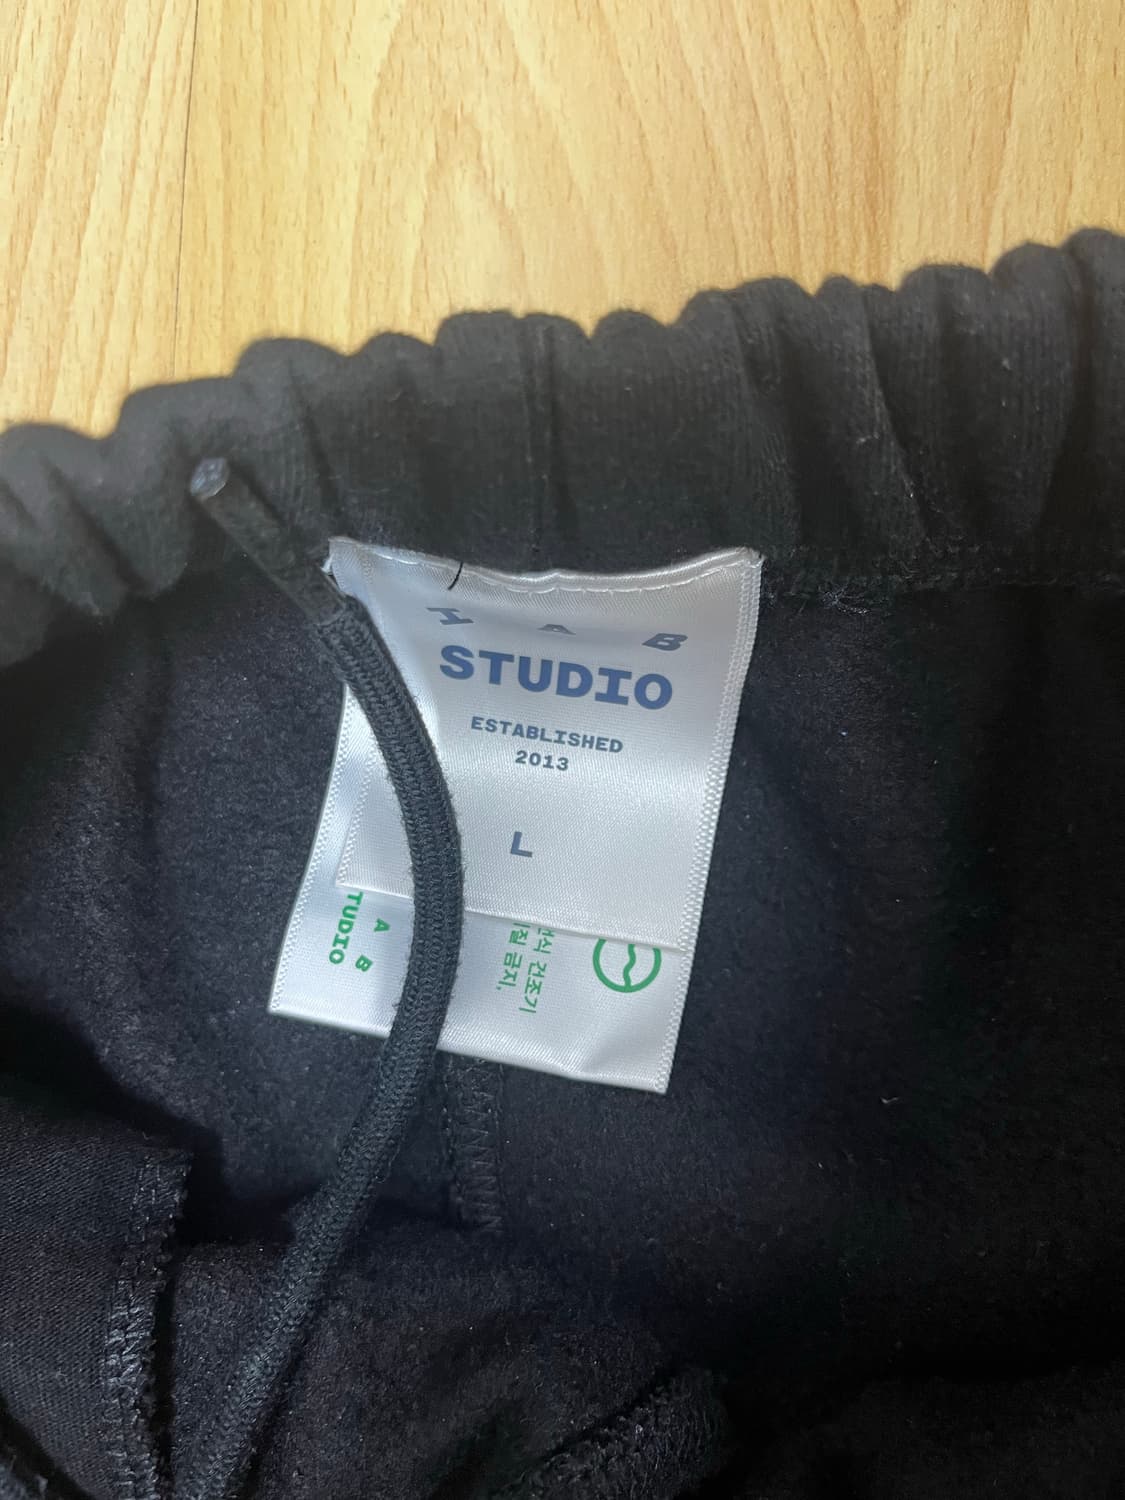 I A B
STUDIO
ESTABLISHED
2013
L
건조기
금지,
A B
TUDIO